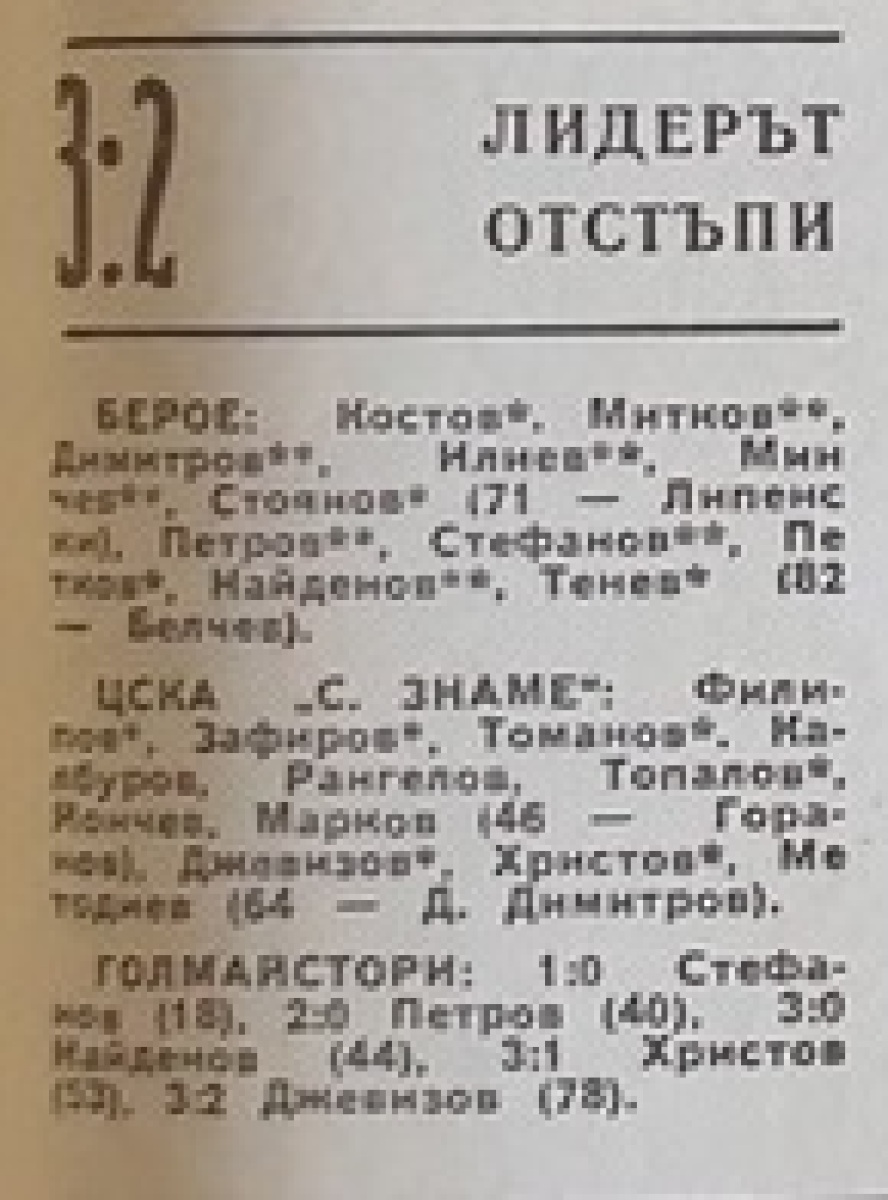 3:2
ЛИДЕРЪТ
ОТСТЪПИ
БЕРОЕ: Костов*, Митков**,
Димитров**, Илиев**, Мин
чев**, Стоянов* (71 — Липенс
ки), Петров**, Стефанов**, Пе
тков*, Найденов**, Тенев* (82
— Белчев).
ЦСКА „С. ЗНАМЕ“: Фили-
пов*, Зафиров*, Томанов*, Ка-
лбуров, Рангелов, Топалов*,
Йончев, Марков (46 — Гора-
нов), Джевизов*, Христов*, Ме
тодиев (64 — Д. Димитров).
ГОЛМАЙСТОРИ: 1:0 Стефа-
нов (18), 2:0 Петров (40), 3:0
Найденов (44), 3:1 Христов
(53), 3:2 Джевизов (78).